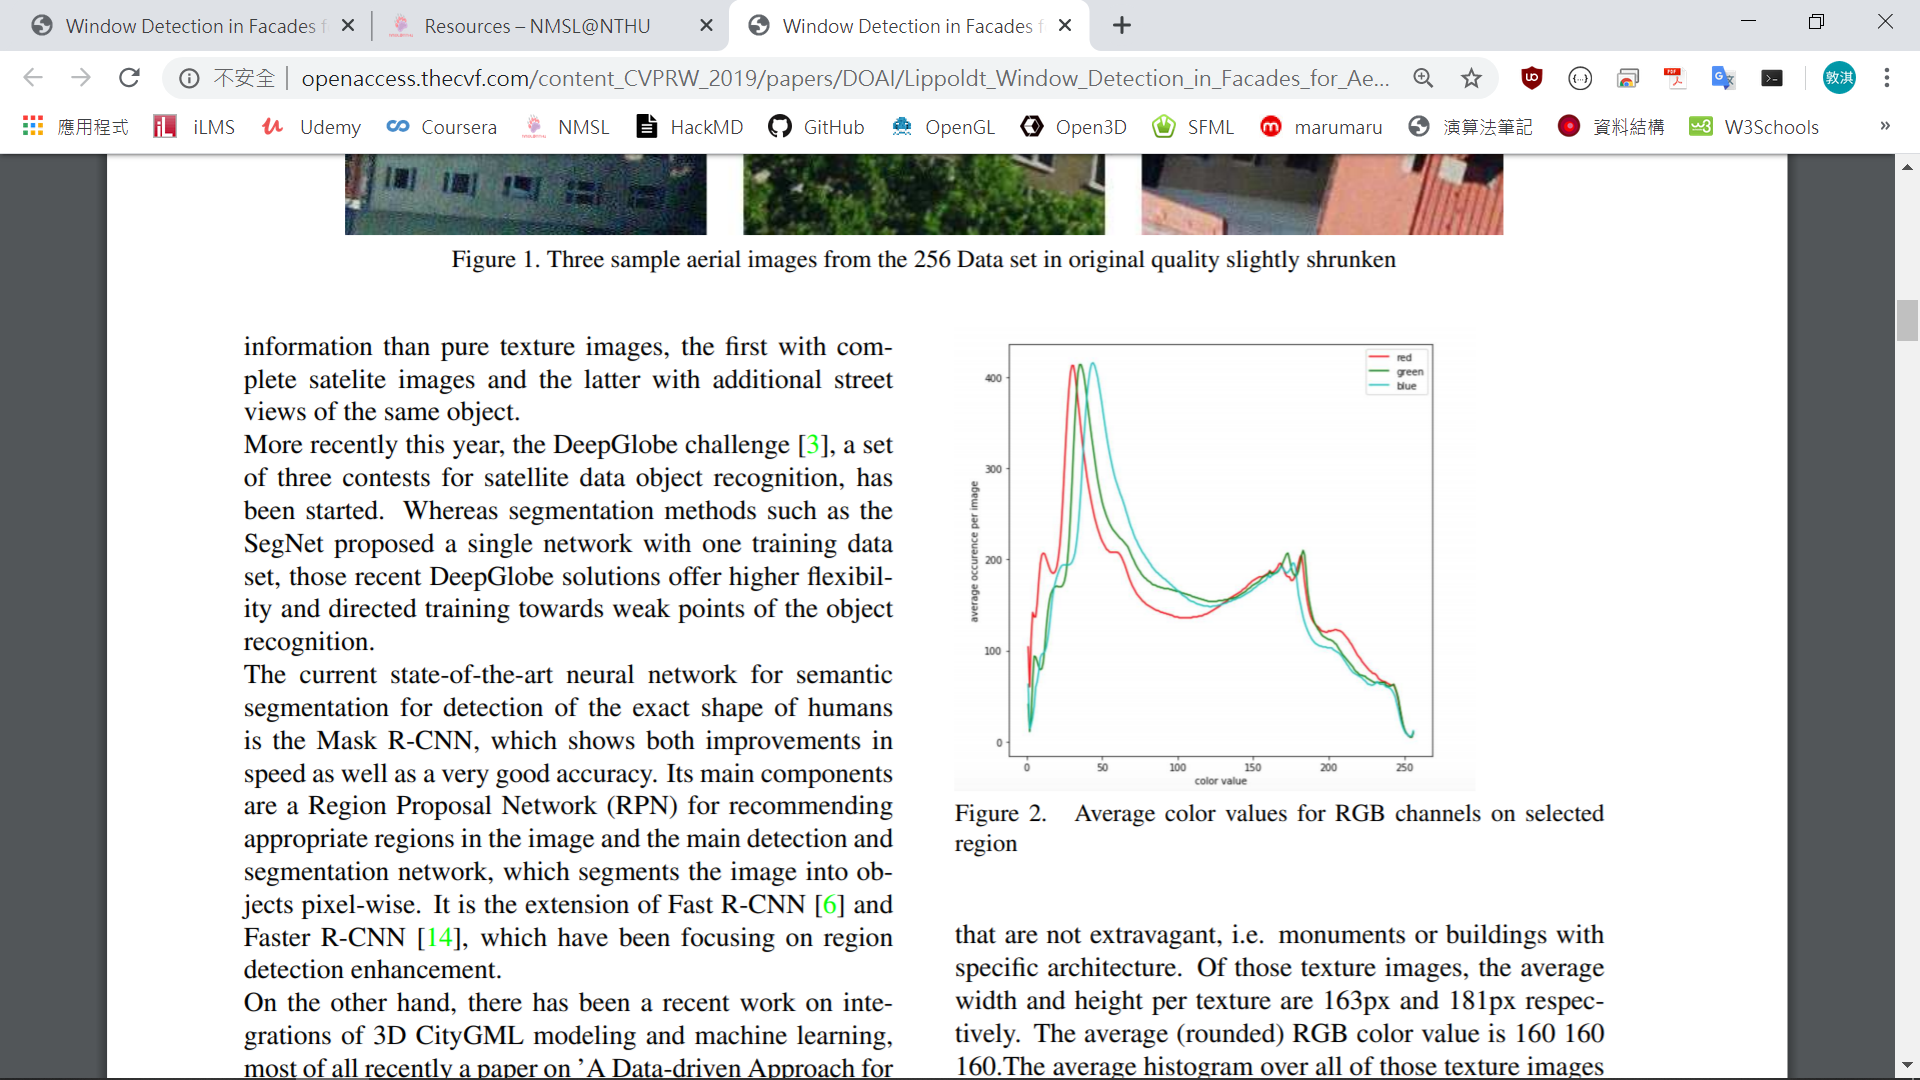 Window Detection in Facades f
Resources – NMSL@NTHU
Window Detection in Facades f
不安全
openaccess.thecvf.com/content_CVPRW_2019/papers/DOAI/Lippoldt_Window_Detection_in_Facades_for_Ae...
敦淇
應用程式
iLMS
Udemy
Coursera
NMSL
HackMD
GitHub
OpenGL
Open3D
SFML
marumaru
演算法筆記
資料結構
W3Schools
»
Figure 1. Three sample aerial images from the 256 Data set in original quality slightly shrunken
information than pure texture images, the first with com-
plete satelite images and the latter with additional street
views of the same object.
More recently this year, the DeepGlobe challenge [3], a set
of three contests for satellite data object recognition, has
been started. Whereas segmentation methods such as the
SegNet proposed a single network with one training data
set, those recent DeepGlobe solutions offer higher flexibil-
ity and directed training towards weak points of the object
recognition.
The current state-of-the-art neural network for semantic
segmentation for detection of the exact shape of humans
is the Mask R-CNN, which shows both improvements in
speed as well as a very good accuracy. Its main components
are a Region Proposal Network (RPN) for recommending
appropriate regions in the image and the main detection and
segmentation network, which segments the image into ob-
jects pixel-wise. It is the extension of Fast R-CNN [6] and
Faster R-CNN [14], which have been focusing on region
detection enhancement.
On the other hand, there has been a recent work on inte-
grations of 3D CityGML modeling and machine learning,
most of all recently a paper on 'A Data-driven Approach for
red
green
blue
400
300
200
100
0
average occurence per image
0
50
100
150
200
250
color value
Figure 2. Average color values for RGB channels on selected
region
that are not extravagant, i.e. monuments or buildings with
specific architecture. Of those texture images, the average
width and height per texture are 163px and 181px respec-
tively. The average (rounded) RGB color value is 160 160
160.The average histogram over all of those texture images